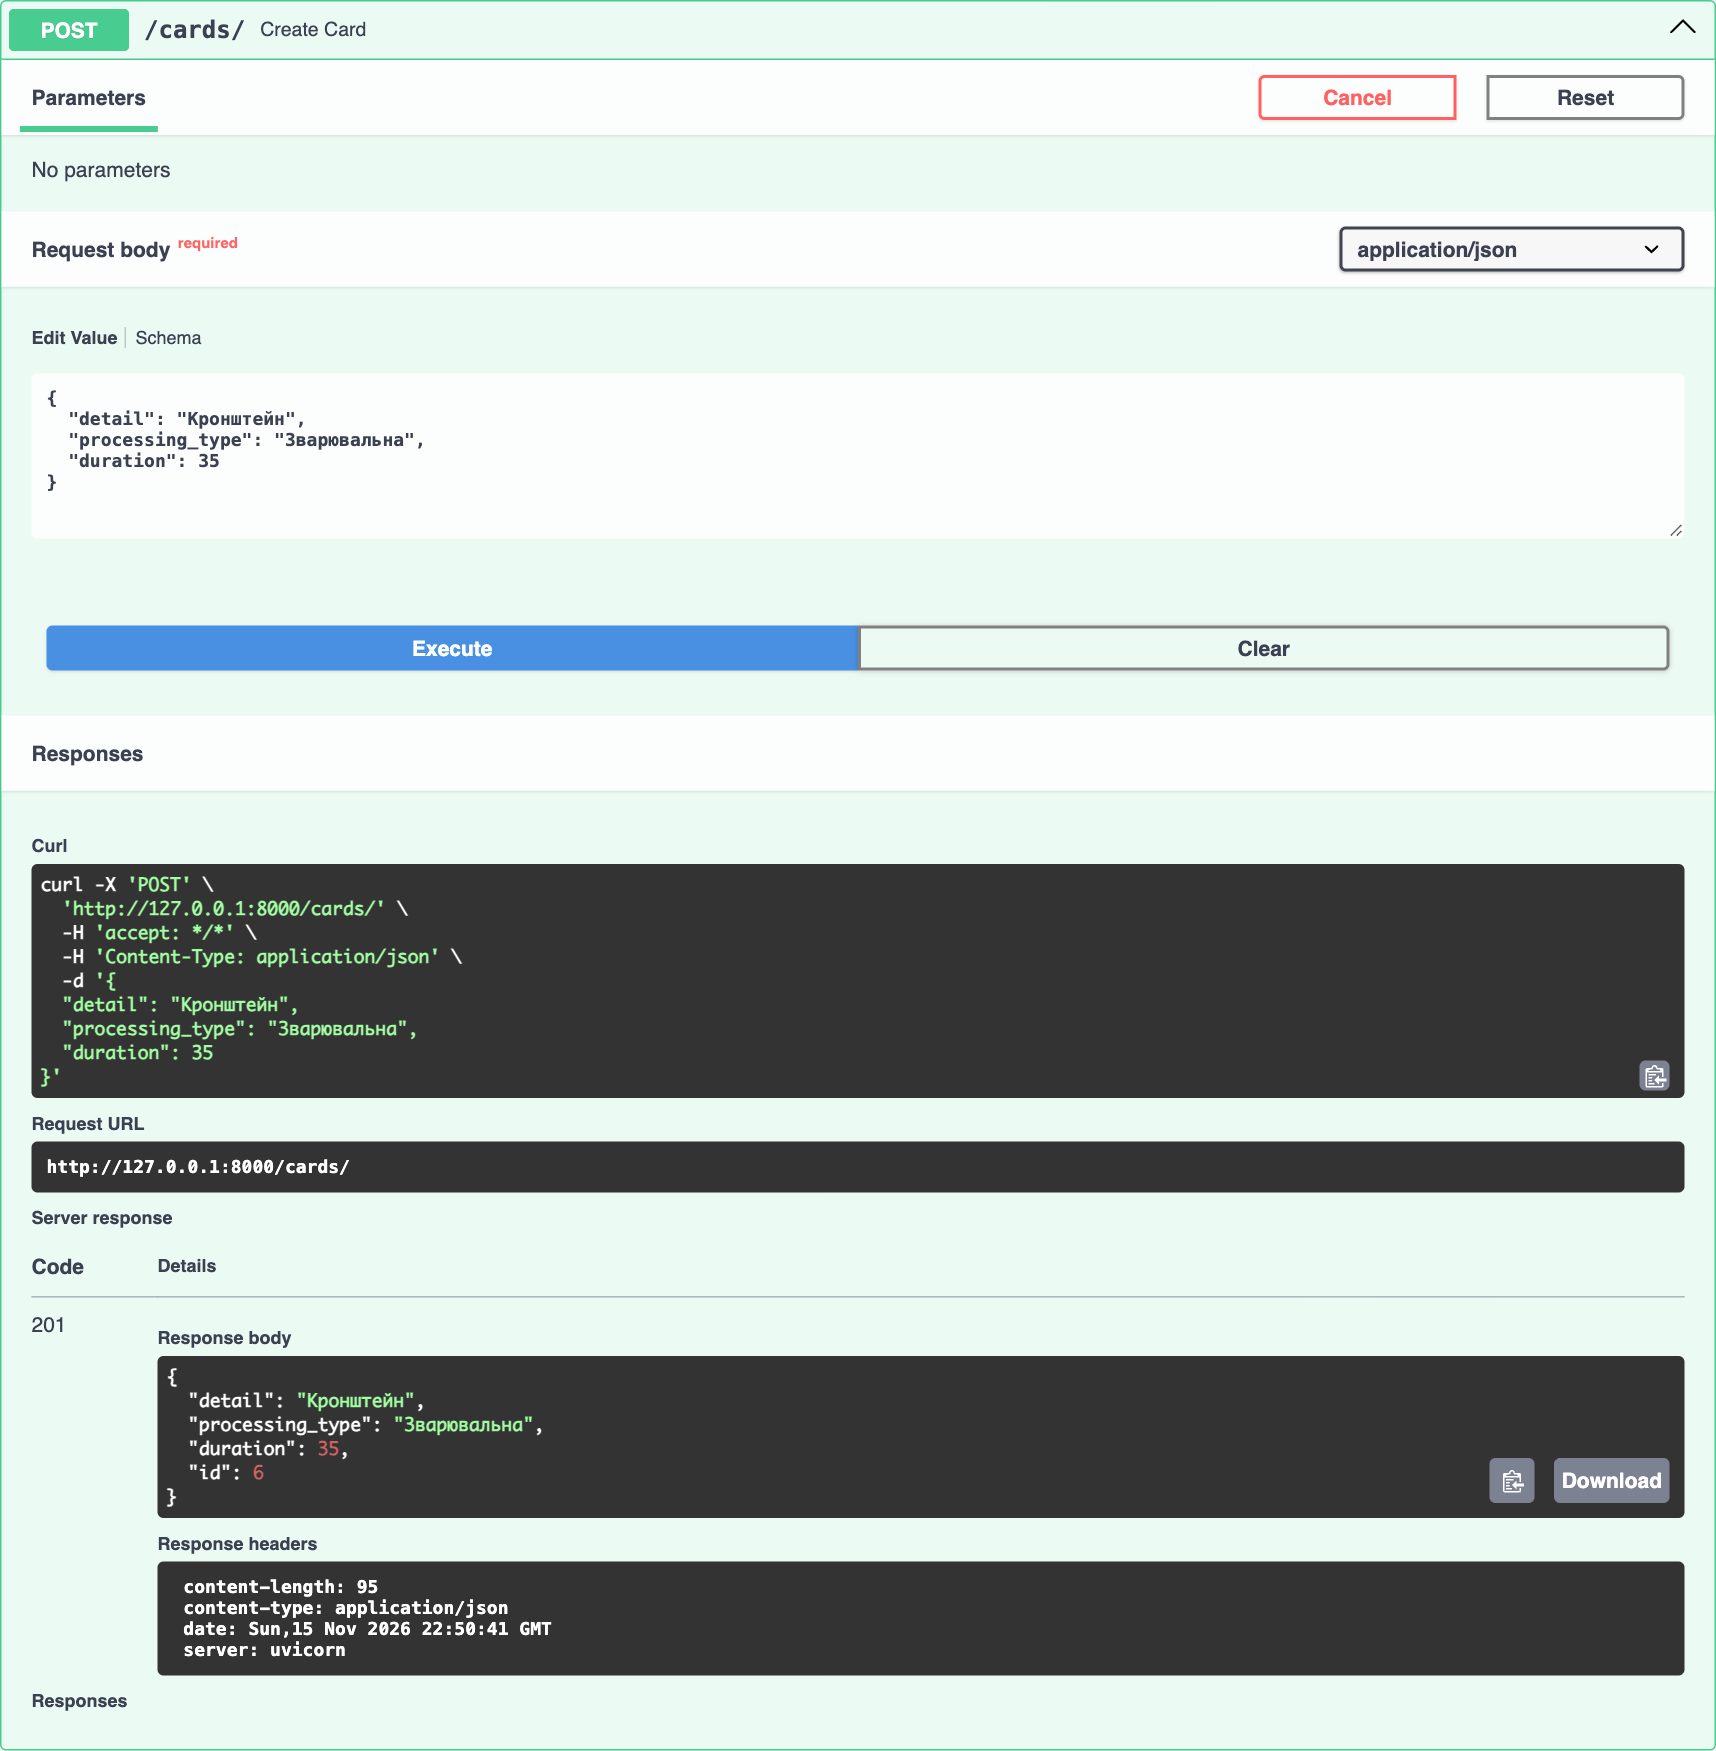 POST /cards/ Create Card
Parameters Cancel Reset
No parameters
Request body required application/json
Edit Value Schema
{
  "detail": "Кронштейн",
  "processing_type": "Зварювальна",
  "duration": 35
}
Execute Clear
Responses
Curl
curl -X 'POST' \
  'http://127.0.0.1:8000/cards/' \
  -H 'accept: */*' \
  -H 'Content-Type: application/json' \
  -d '{
  "detail": "Кронштейн",
  "processing_type": "Зварювальна",
  "duration": 35
}'
Request URL
http://127.0.0.1:8000/cards/
Server response
Code Details
201
Response body
{
  "detail": "Кронштейн",
  "processing_type": "Зварювальна",
  "duration": 35,
  "id": 6
}
Download
Response headers
content-length: 95
content-type: application/json
date: Sun,15 Nov 2026 22:50:41 GMT
server: uvicorn
Responses